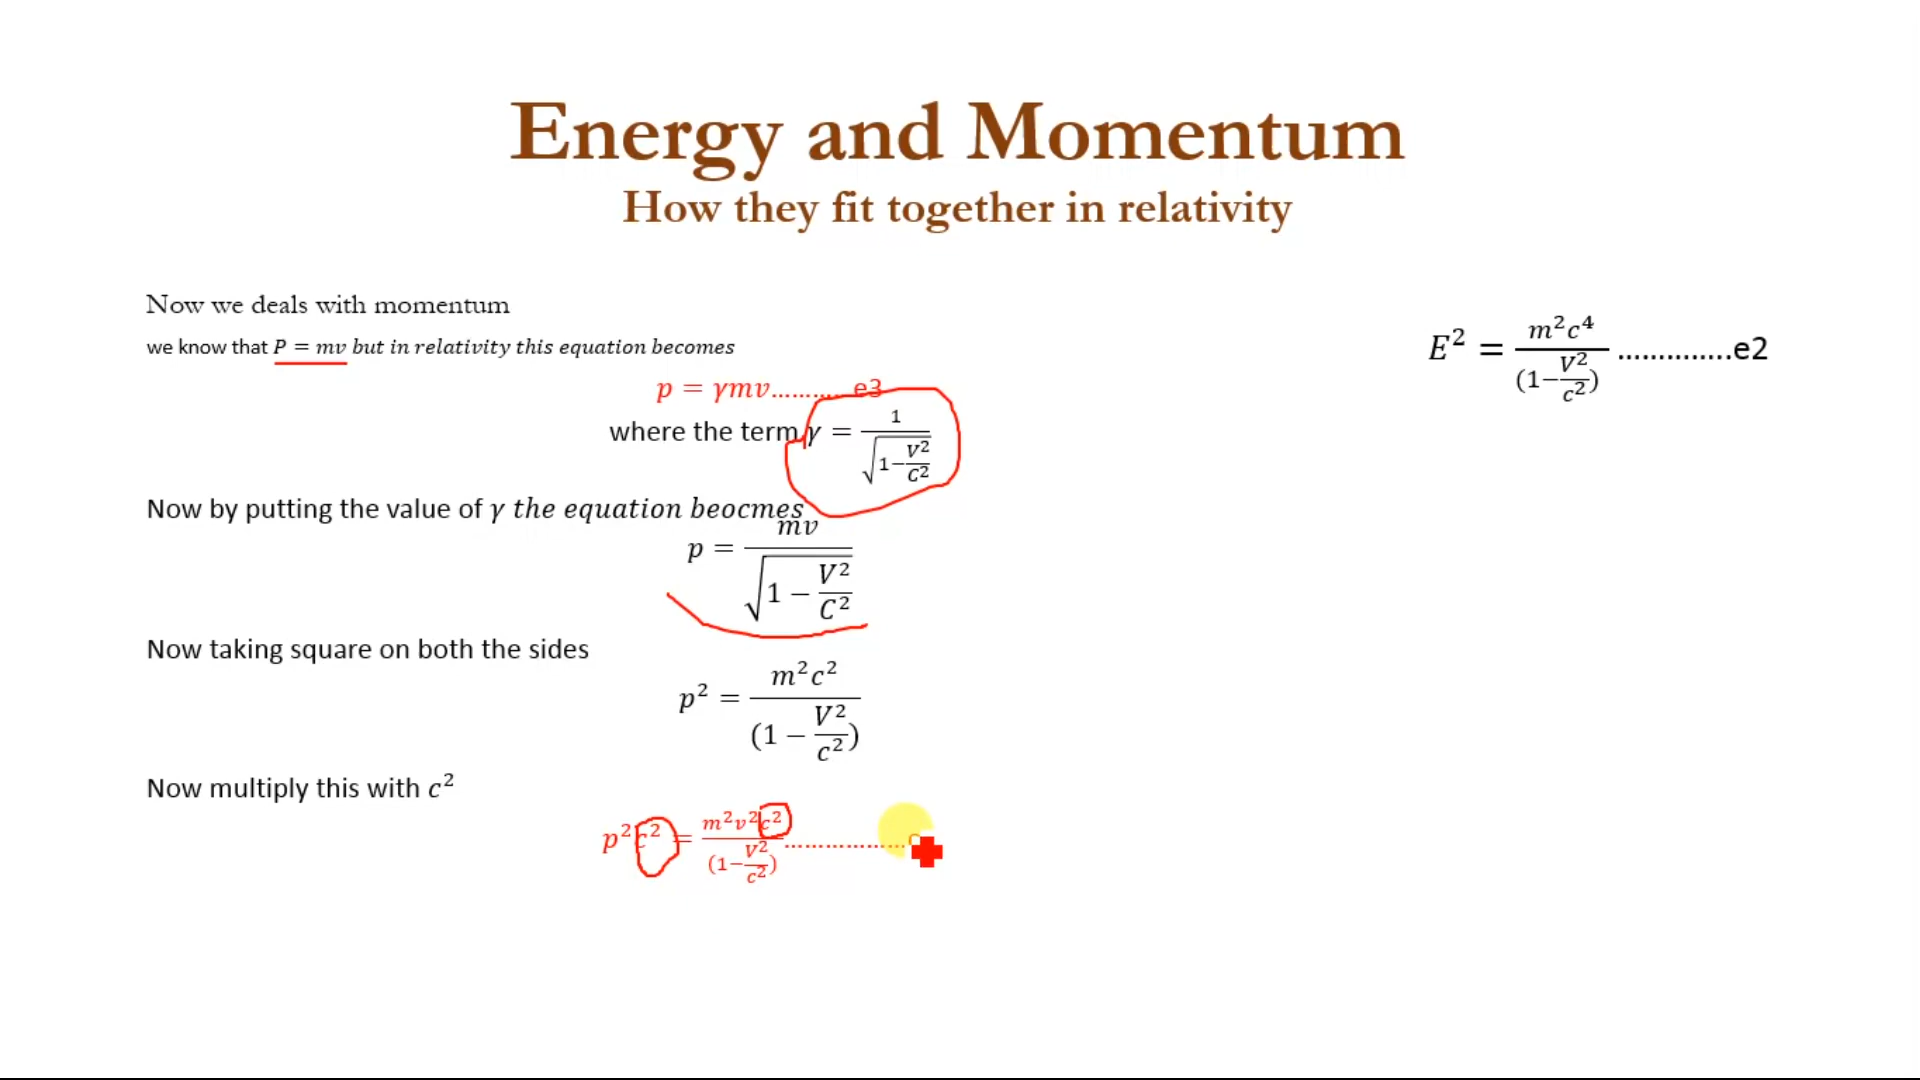 Energy and Momentum
How they fit together in relativity
Now we deals with momentum
we know that P = mv but in relativity this equation becomes
p = γmv.......... e3
where the term γ = 1/√(1−V²/C²)
Now by putting the value of γ the equation beocmes
p = mv/√(1 − V²/C²)
Now taking square on both the sides
p² = m²c²/(1 − V²/c²)
Now multiply this with c²
p²c² = m²v²c²/(1−V²/c²)..................
E² = m²c⁴/(1−V²/c²) ..............e2